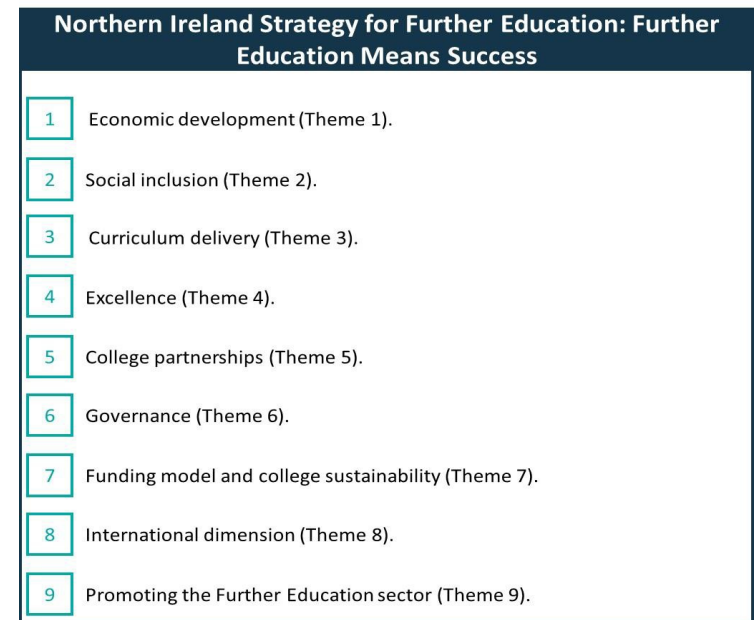 Northern Ireland Strategy for Further Education: Further
Education Means Success
1 Economic development (Theme 1).
2 Social inclusion (Theme 2).
3 Curriculum delivery (Theme 3).
4 Excellence (Theme 4).
5 College partnerships (Theme 5).
6 Governance (Theme 6).
7 Funding model and college sustainability (Theme 7).
8 International dimension (Theme 8).
9 Promoting the Further Education sector (Theme 9).